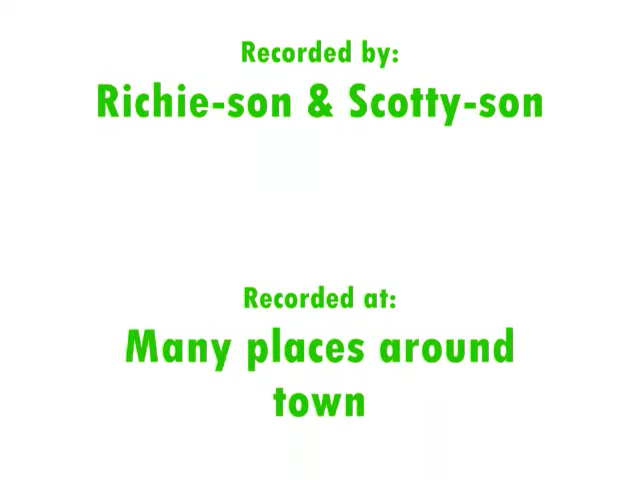 Recorded by:
Richie-son & Scotty-son
Recorded at:
Many places around
town